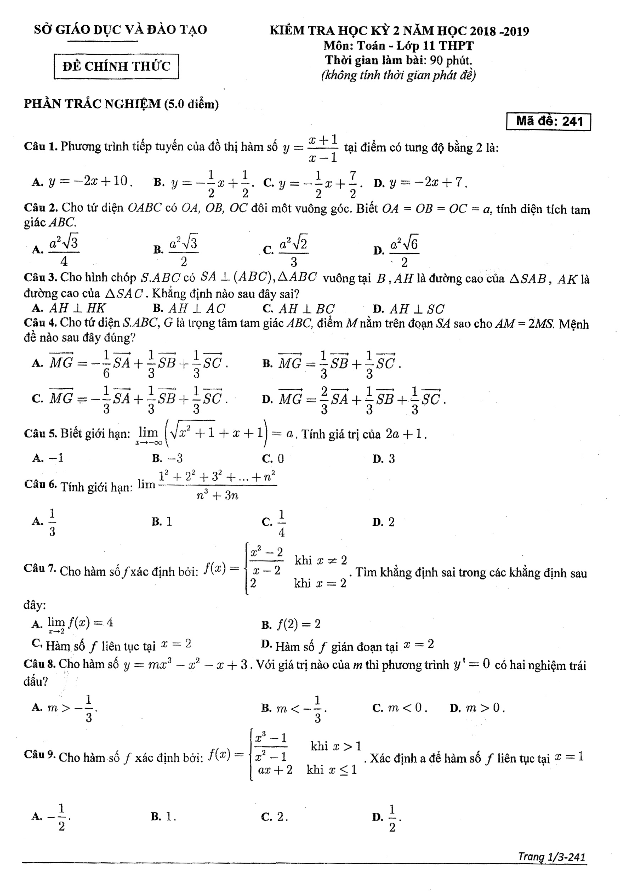 SỞ GIÁO DỤC VÀ ĐÀO TẠO
KIỂM TRA HỌC KỲ 2 NĂM HỌC 2018 -2019
Môn: Toán - Lớp 11 THPT
ĐỀ CHÍNH THỨC
Thời gian làm bài: 90 phút.
(không tính thời gian phát đề)
PHẦN TRẮC NGHIỆM (5.0 điểm)
Mã đề: 241
Câu 1. Phương trình tiếp tuyến của đồ thị hàm số y = \frac{x+1}{x-1} tại điểm có tung độ bằng 2 là:
A. y = −2x + 10. B. y = −\frac{1}{2}x + \frac{1}{2}. C. y = −\frac{1}{2}x + \frac{7}{2}. D. y = −2x + 7.
Câu 2. Cho tứ diện OABC có OA, OB, OC đôi một vuông góc. Biết OA = OB = OC = a, tính diện tích tam
giác ABC.
A. \frac{a^2\sqrt{3}}{4} B. \frac{a^2\sqrt{3}}{2} C. \frac{a^2\sqrt{2}}{3} D. \frac{a^2\sqrt{6}}{2}
Câu 3. Cho hình chóp S.ABC có SA ⊥ (ABC), △ABC vuông tại B, AH là đường cao của △SAB, AK là
đường cao của △SAC. Khẳng định nào sau đây sai?
A. AH ⊥ HK B. AH ⊥ AC C. AH ⊥ BC D. AH ⊥ SC
Câu 4. Cho tứ diện S.ABC, G là trọng tâm tam giác ABC, điểm M nằm trên đoạn SA sao cho AM = 2MS. Mệnh
đề nào sau đây đúng?
A. \overrightarrow{MG} = −\frac{1}{6}\overrightarrow{SA} + \frac{1}{3}\overrightarrow{SB} + \frac{1}{3}\overrightarrow{SC}. B. \overrightarrow{MG} = \frac{1}{3}\overrightarrow{SB} + \frac{1}{3}\overrightarrow{SC}.
C. \overrightarrow{MG} = −\frac{1}{3}\overrightarrow{SA} + \frac{1}{3}\overrightarrow{SB} + \frac{1}{3}\overrightarrow{SC}. D. \overrightarrow{MG} = \frac{2}{3}\overrightarrow{SA} + \frac{1}{3}\overrightarrow{SB} + \frac{1}{3}\overrightarrow{SC}.
Câu 5. Biết giới hạn: \lim_{x→−∞} (\sqrt{x^2+1} + x + 1) = a. Tính giá trị của 2a + 1.
A. −1 B. −3 C. 0 D. 3
Câu 6. Tính giới hạn: lim \frac{1^2 + 2^2 + 3^2 + ... + n^2}{n^3 + 3n}
A. \frac{1}{3} B. 1 C. \frac{1}{4} D. 2
Câu 7. Cho hàm số f xác định bởi: f(x) = \begin{cases} \frac{x^2 − 2}{x − 2} & khi x ≠ 2 \\ 2 & khi x = 2 \end{cases}. Tìm khẳng định sai trong các khẳng định sau
đây:
A. \lim_{x→2} f(x) = 4 B. f(2) = 2
C. Hàm số f liên tục tại x = 2 D. Hàm số f gián đoạn tại x = 2
Câu 8. Cho hàm số y = mx^3 − x^2 − x + 3. Với giá trị nào của m thì phương trình y' = 0 có hai nghiệm trái
dấu?
A. m > −\frac{1}{3}. B. m < −\frac{1}{3}. C. m < 0. D. m > 0.
Câu 9. Cho hàm số f xác định bởi: f(x) = \begin{cases} \frac{x^3 − 1}{x^2 − 1} & khi x > 1 \\ ax + 2 & khi x ≤ 1 \end{cases}. Xác định a để hàm số f liên tục tại x = 1
A. −\frac{1}{2}. B. 1. C. 2. D. \frac{1}{2}.
Trang 1/3-241